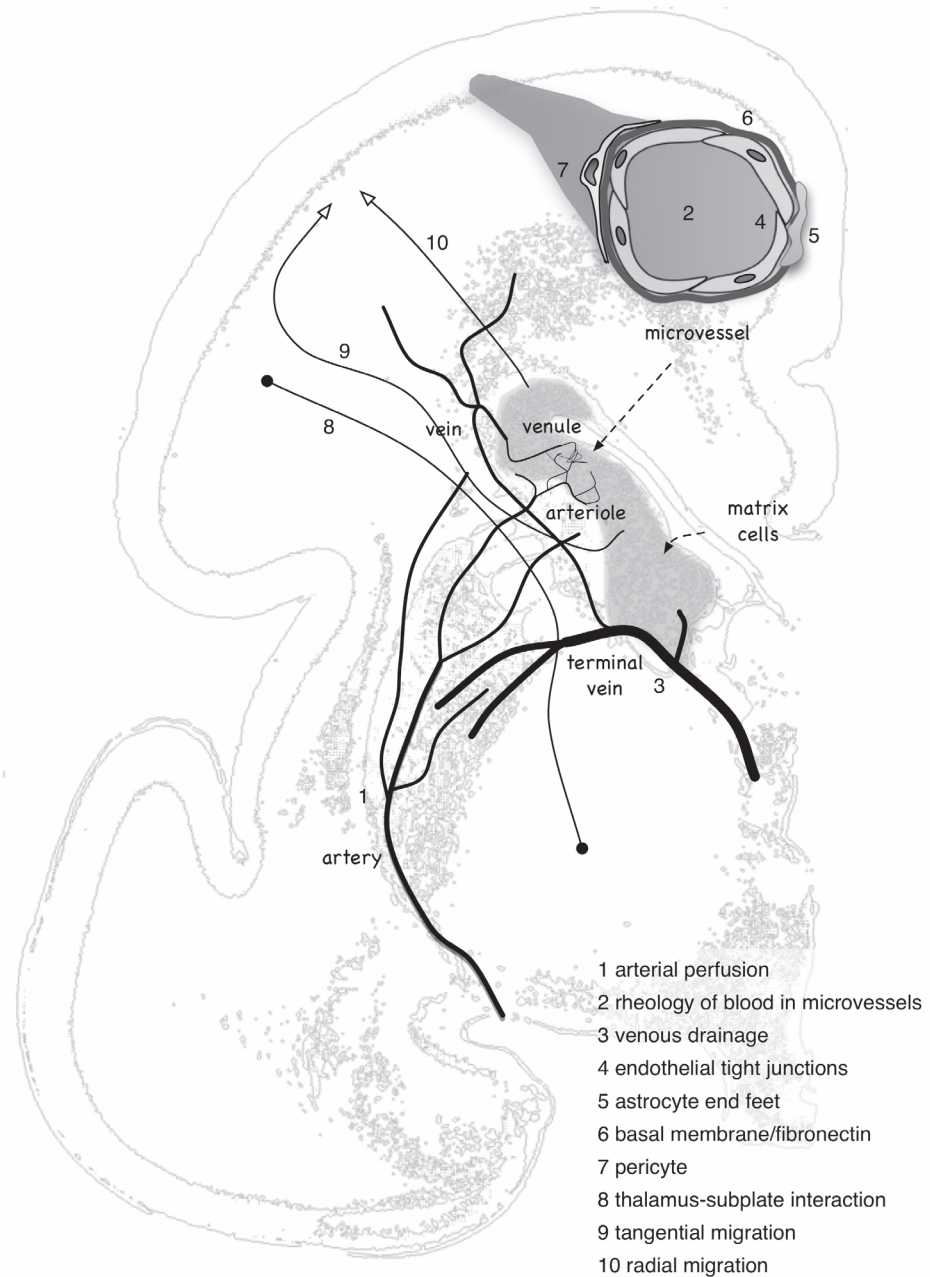 6
7
2
4
5
10
microvessel
9
8
vein
venule
arteriole
matrix
cells
terminal
vein
3
1
artery
1 arterial perfusion
2 rheology of blood in microvessels
3 venous drainage
4 endothelial tight junctions
5 astrocyte end feet
6 basal membrane/fibronectin
7 pericyte
8 thalamus-subplate interaction
9 tangential migration
10 radial migration